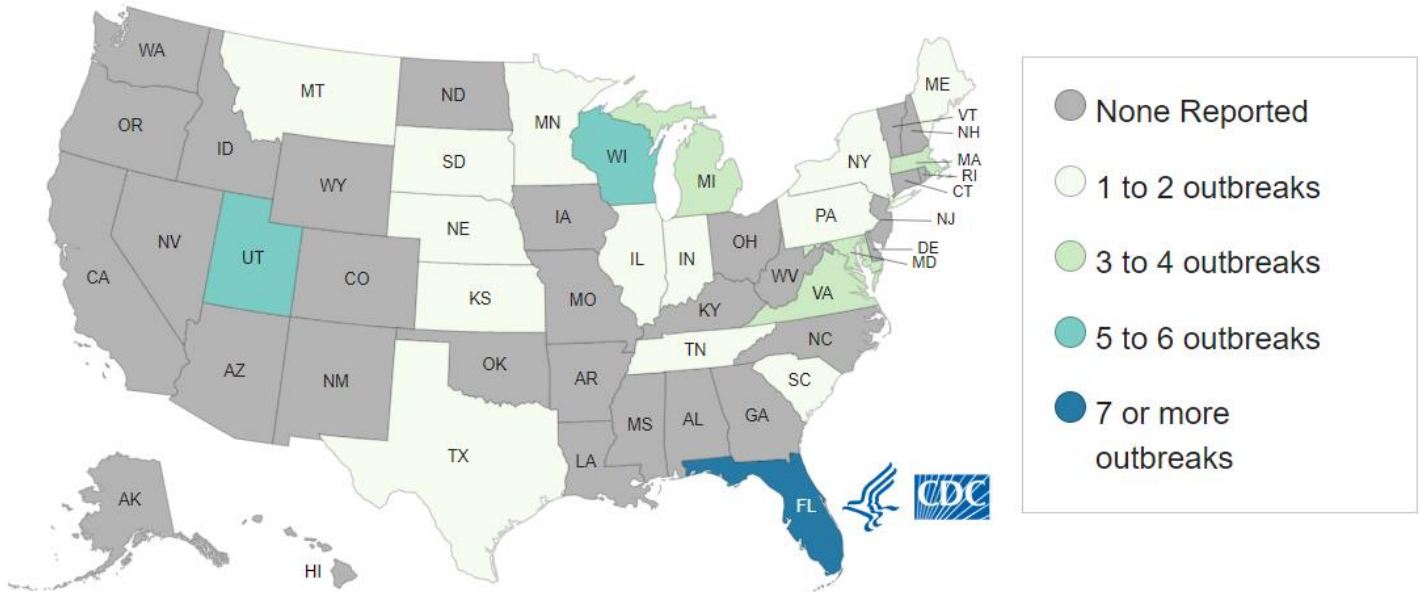 WA
OR
CA
NV
ID
MT
WY
UT
AZ
CO
NM
ND
SD
NE
KS
OK
TX
MN
IA
MO
AR
LA
WI
IL
MI
IN
OH
KY
TN
MS
AL
GA
FL
SC
NC
VA
WV
PA
NY
ME
VT
NH
MA
RI
CT
NJ
DE
MD
AK
HI
CDC
None Reported
1 to 2 outbreaks
3 to 4 outbreaks
5 to 6 outbreaks
7 or more
outbreaks